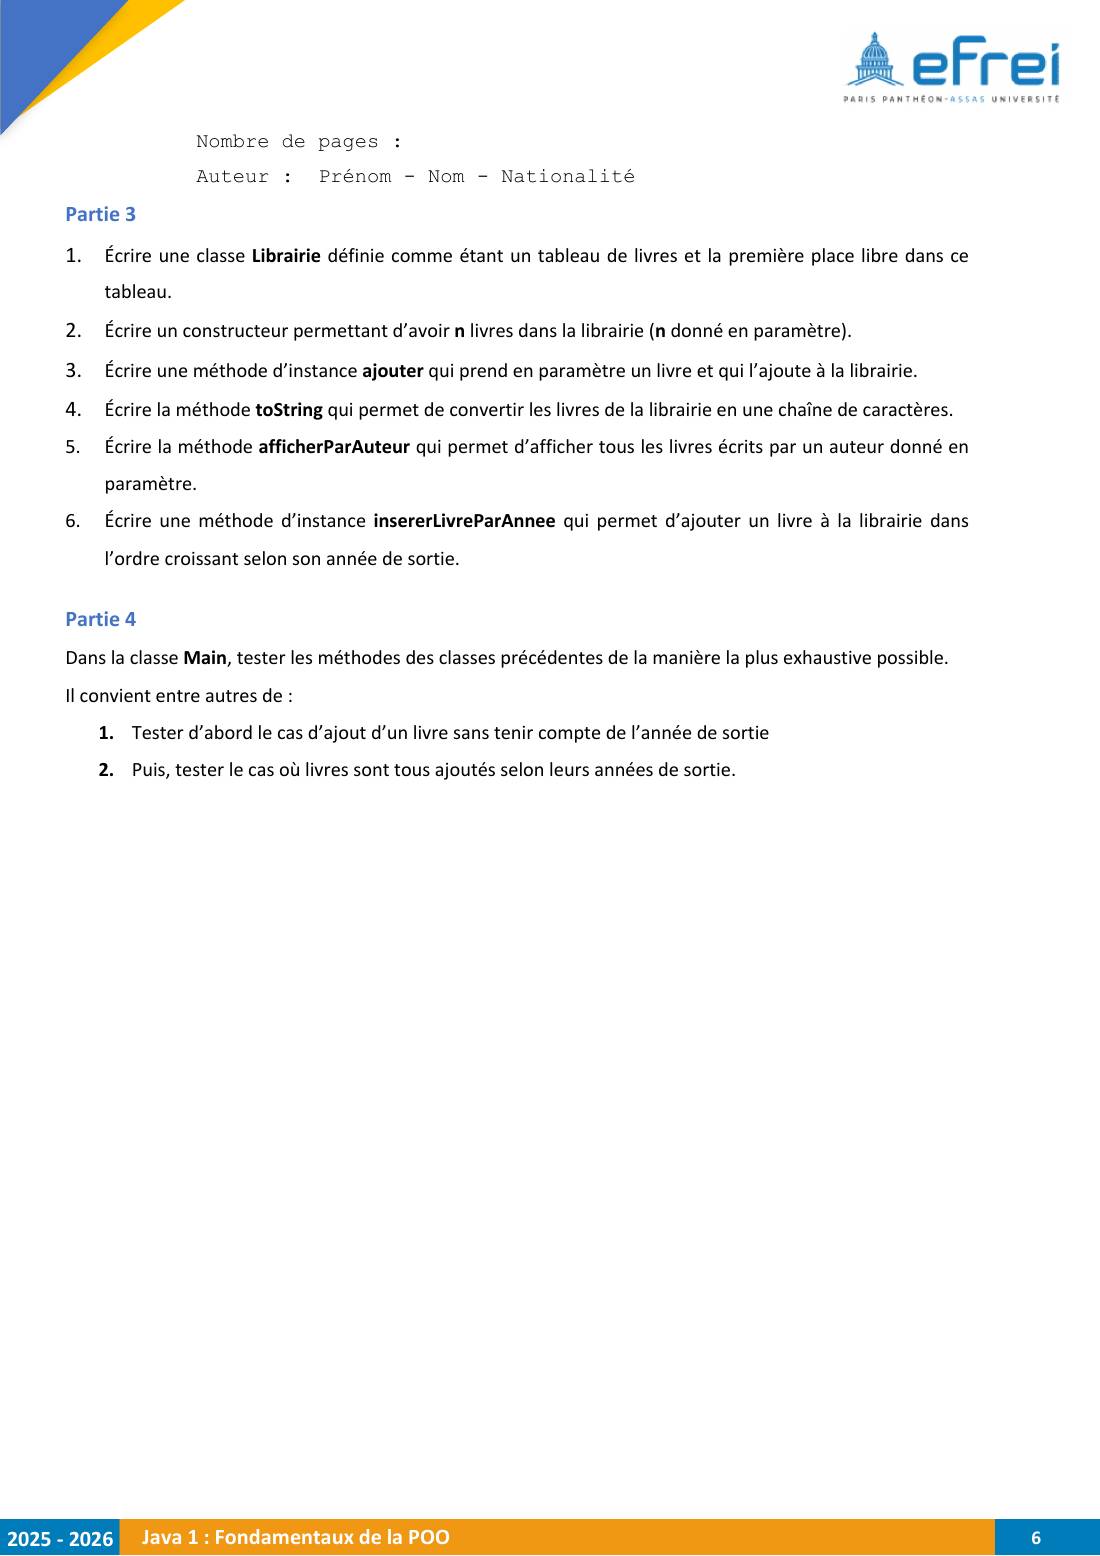 efrei
PARIS PANTHÉON-ASSAS UNIVERSITÉ
Nombre de pages :
Auteur : Prénom - Nom - Nationalité
Partie 3
1. Écrire une classe Librairie définie comme étant un tableau de livres et la première place libre dans ce
tableau.
2. Écrire un constructeur permettant d’avoir n livres dans la librairie (n donné en paramètre).
3. Écrire une méthode d’instance ajouter qui prend en paramètre un livre et qui l’ajoute à la librairie.
4. Écrire la méthode toString qui permet de convertir les livres de la librairie en une chaîne de caractères.
5. Écrire la méthode afficherParAuteur qui permet d’afficher tous les livres écrits par un auteur donné en
paramètre.
6. Écrire une méthode d’instance insererLivreParAnnee qui permet d’ajouter un livre à la librairie dans
l’ordre croissant selon son année de sortie.
Partie 4
Dans la classe Main, tester les méthodes des classes précédentes de la manière la plus exhaustive possible.
Il convient entre autres de :
1. Tester d’abord le cas d’ajout d’un livre sans tenir compte de l’année de sortie
2. Puis, tester le cas où livres sont tous ajoutés selon leurs années de sortie.
2025 - 2026 Java 1 : Fondamentaux de la POO 6